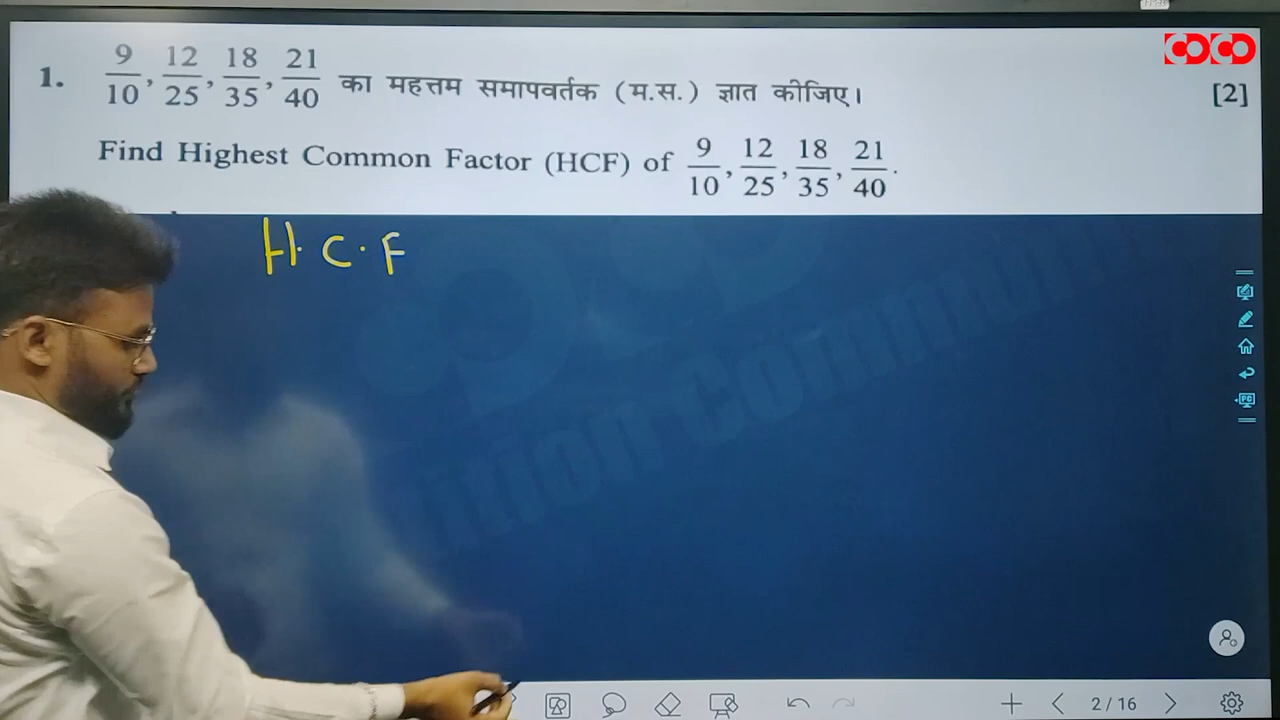 COCO
1. 9/10, 12/25, 18/35, 21/40 का महत्तम समापवर्तक (म.स.) ज्ञात कीजिए। [2]
Find Highest Common Factor (HCF) of 9/10, 12/25, 18/35, 21/40.
H.C.F
2/16